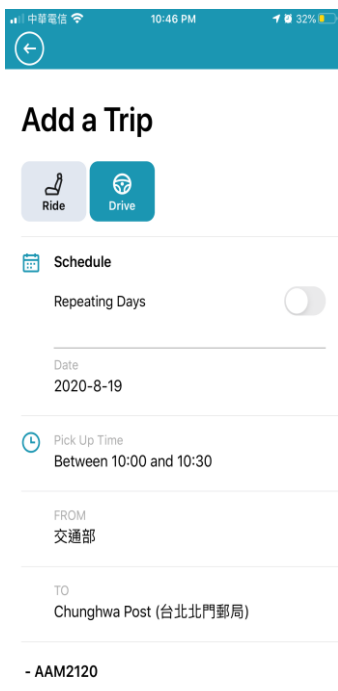 中華電信 10:46 PM 32%
Add a Trip
Ride Drive
Schedule
Repeating Days
Date
2020-8-19
Pick Up Time
Between 10:00 and 10:30
FROM
交通部
TO
Chunghwa Post (台北北門郵局)
- AAM2120